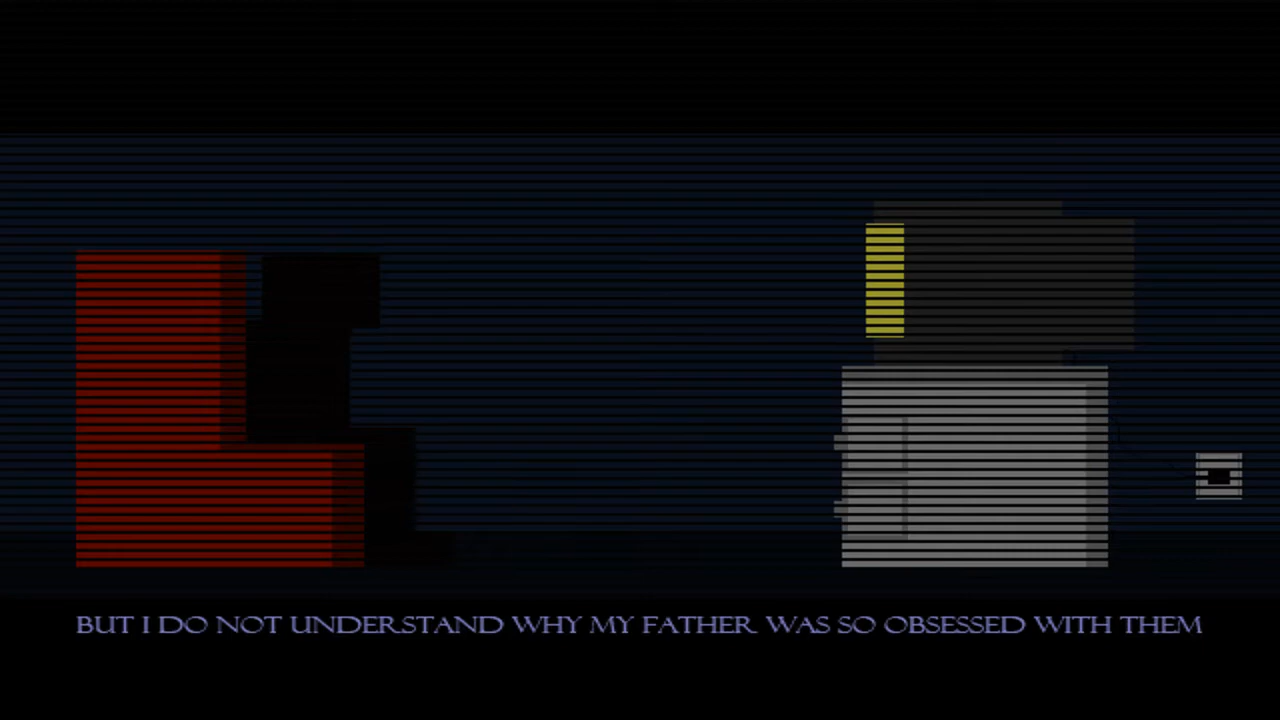 BUT I DO NOT UNDERSTAND WHY MY FATHER WAS SO OBSESSED WITH THEM